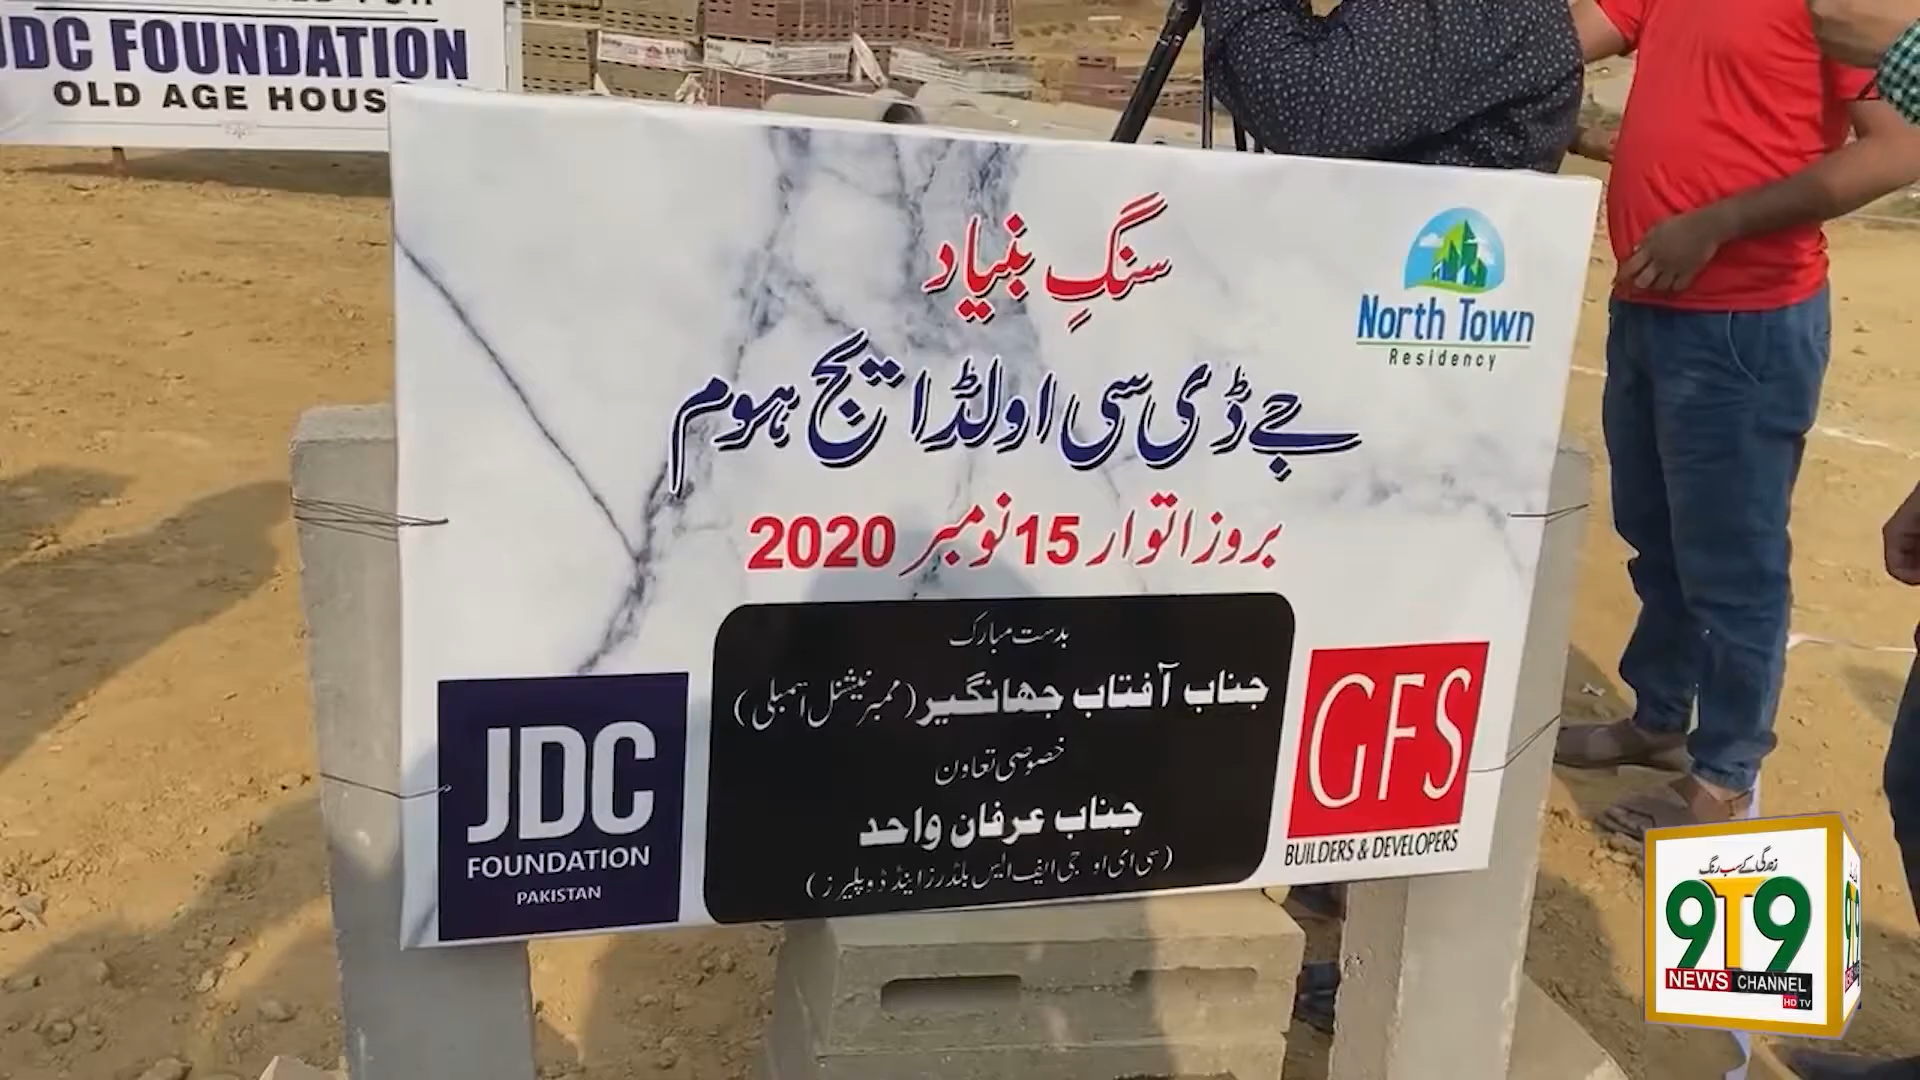 JDC FOUNDATION
OLD AGE HOUS
سنگِ بنیاد
North Town
Residency
جے ڈی سی اولڈ ایج ہوم
بروز اتوار 15 نومبر 2020
بدست مبارک
جناب آفتاب جهانگیر (ممبر نیشنل اسمبلی)
خصوصی تعاون
جناب عرفان واحد
(سی ای او جی ایف ایس بلڈرز اینڈ ڈویلپرز)
JDC
FOUNDATION
PAKISTAN
GFS
BUILDERS & DEVELOPERS
زندگی کے سب رنگ
9T9
NEWS CHANNEL
HD TV